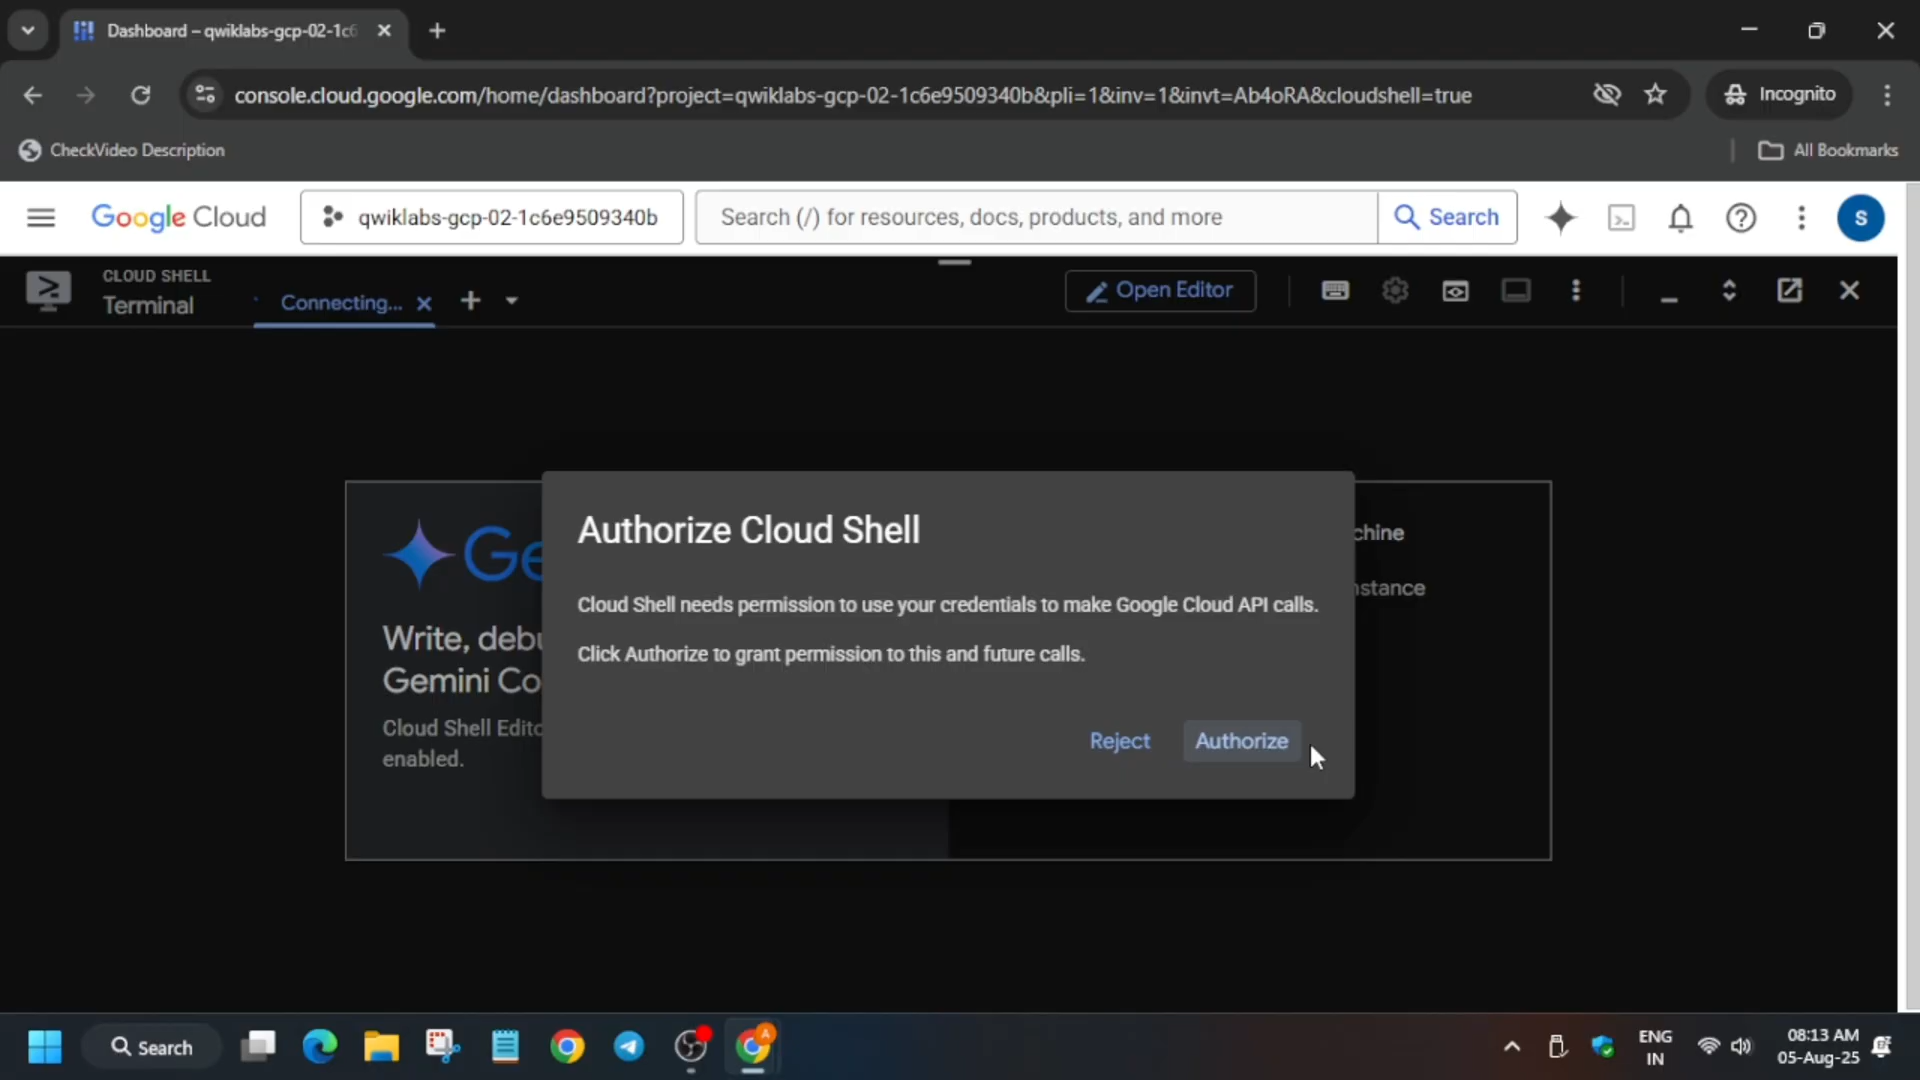 Dashboard – qwiklabs-gcp-02-1c6
console.cloud.google.com/home/dashboard?project=qwiklabs-gcp-02-1c6e9509340b&pli=1&inv=1&invt=Ab4oRA&cloudshell=true
Incognito
CheckVideo Description
All Bookmarks
Google Cloud
qwiklabs-gcp-02-1c6e9509340b
Search (/) for resources, docs, products, and more
Search
S
CLOUD SHELL
Terminal
Connecting...
Open Editor
Authorize Cloud Shell
Cloud Shell needs permission to use your credentials to make Google Cloud API calls.
Click Authorize to grant permission to this and future calls.
Reject
Authorize
Ge
Write, debu
Gemini Co
Cloud Shell Edito
enabled.
chine
nstance
Search
ENG
IN
08:13 AM
05-Aug-25